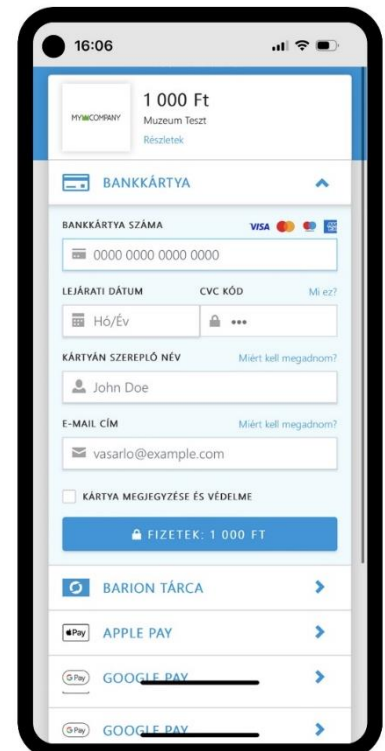 16:06
MYCOMPANY
1 000 Ft
Muzeum Teszt
Részletek
BANKKÁRTYA
BANKKÁRTYA SZÁMA VISA
0000 0000 0000 0000
LEJÁRATI DÁTUM CVC KÓD Mi ez?
Hó/Év •••
KÁRTYÁN SZEREPLŐ NÉV Miért kell megadnom?
John Doe
E-MAIL CÍM Miért kell megadnom?
vasarlo@example.com
KÁRTYA MEGJEGYZÉSE ÉS VÉDELME
FIZETEK: 1 000 FT
BARION TÁRCA
Pay APPLE PAY
G Pay GOOGLE PAY
G Pay GOOGLE PAY